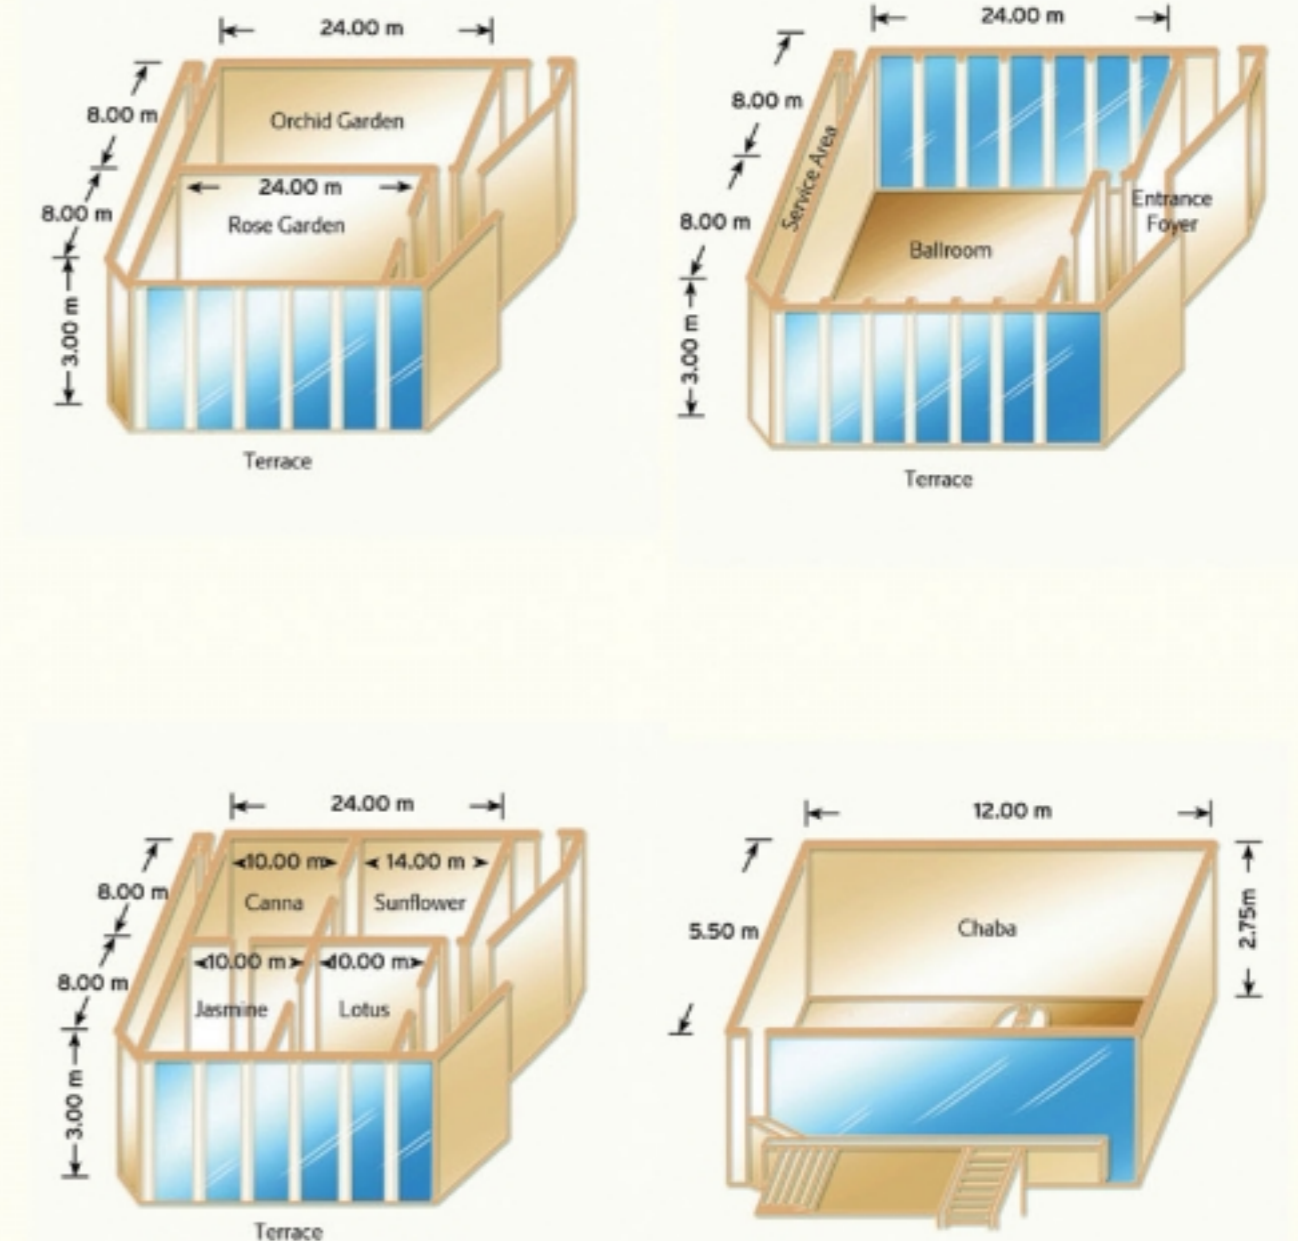 24.00 m
8.00 m
Orchid Garden
24.00 m
8.00 m
Rose Garden
3.00 m
Terrace
24.00 m
8.00 m
Service Area
8.00 m
Entrance
Foyer
Ballroom
3.00 m
Terrace
24.00 m
10.00 m
14.00 m
8.00 m
Canna
Sunflower
10.00 m
10.00 m
8.00 m
Jasmine
Lotus
3.00 m
Terrace
12.00 m
5.50 m
Chaba
2.75m